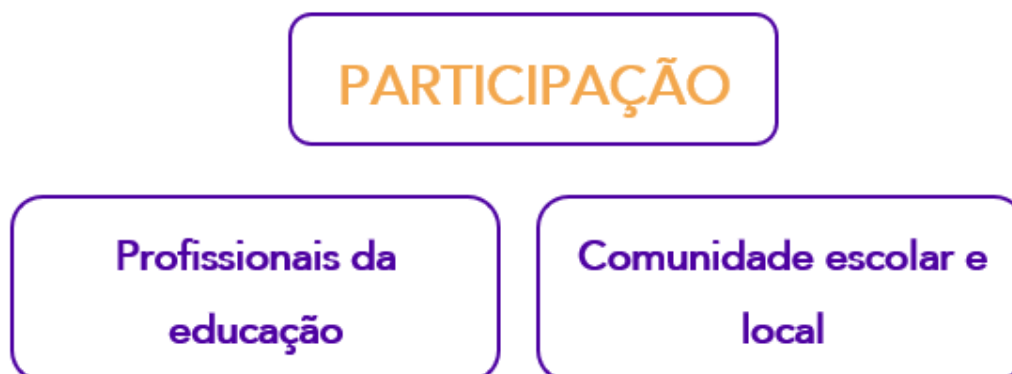 PARTICIPAÇÃO
Profissionais da
educação
Comunidade escolar e
local